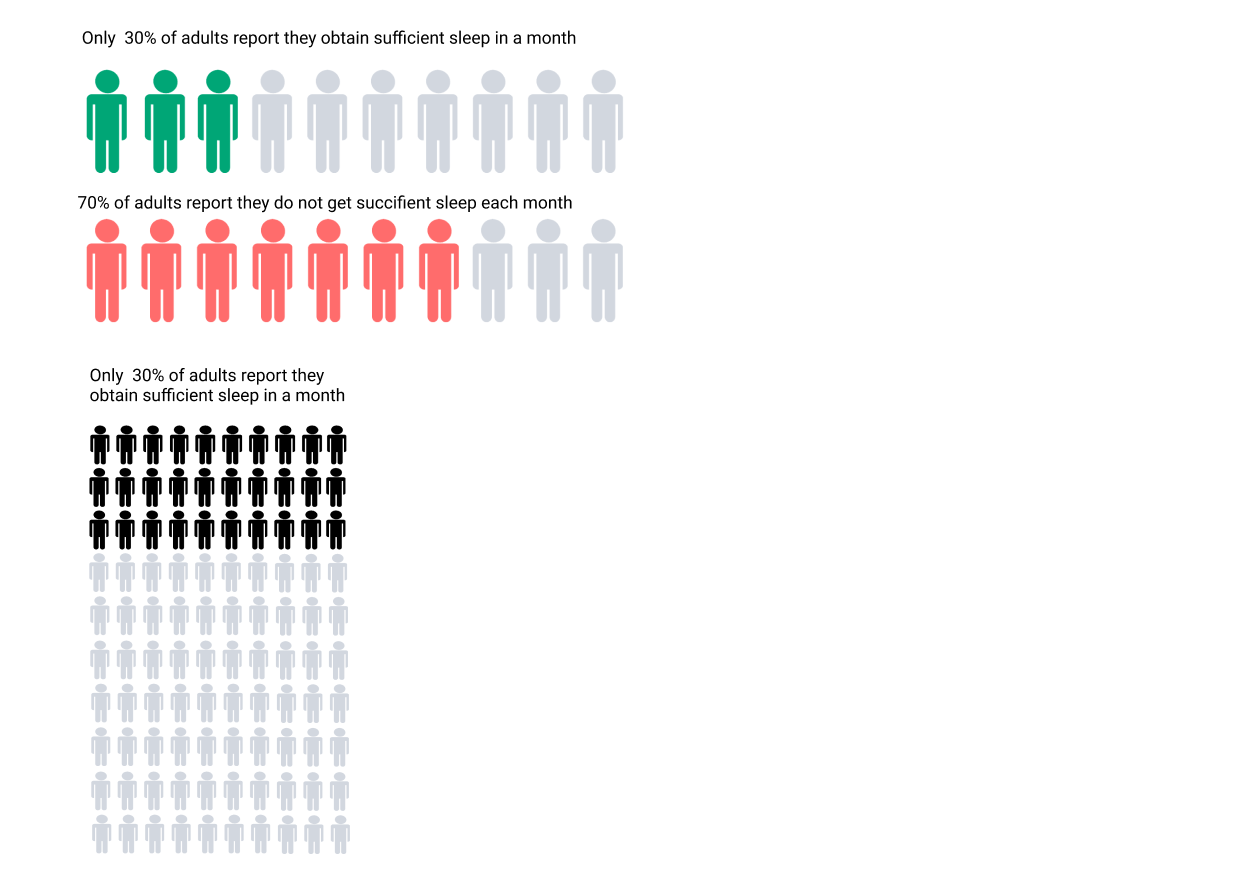 Only  30% of adults report they obtain sufficient sleep in a month
70% of adults report they do not get succifient sleep each month
Only  30% of adults report they
obtain sufficient sleep in a month